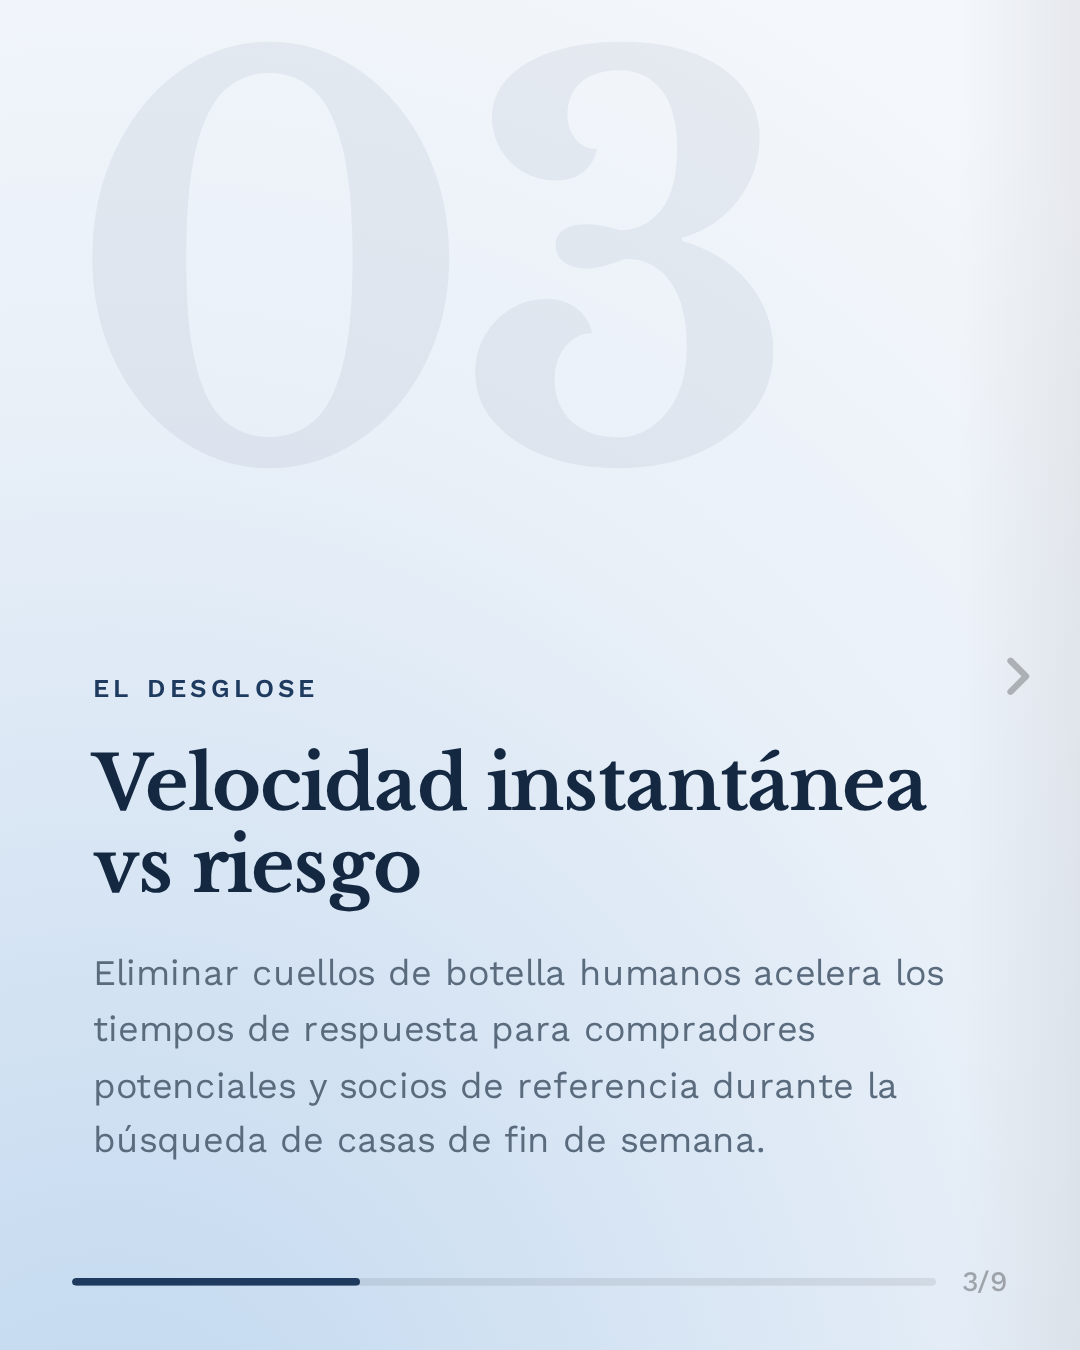 03
EL DESGLOSE
Velocidad instantánea
vs riesgo
Eliminar cuellos de botella humanos acelera los
tiempos de respuesta para compradores
potenciales y socios de referencia durante la
búsqueda de casas de fin de semana.
3/9